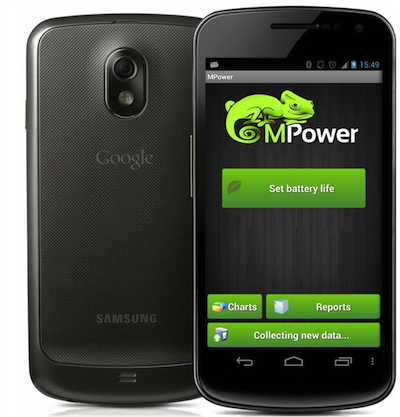 Google
SAMSUNG
15:49
MPower
MPower
Set battery life
Charts
Reports
Collecting new data...